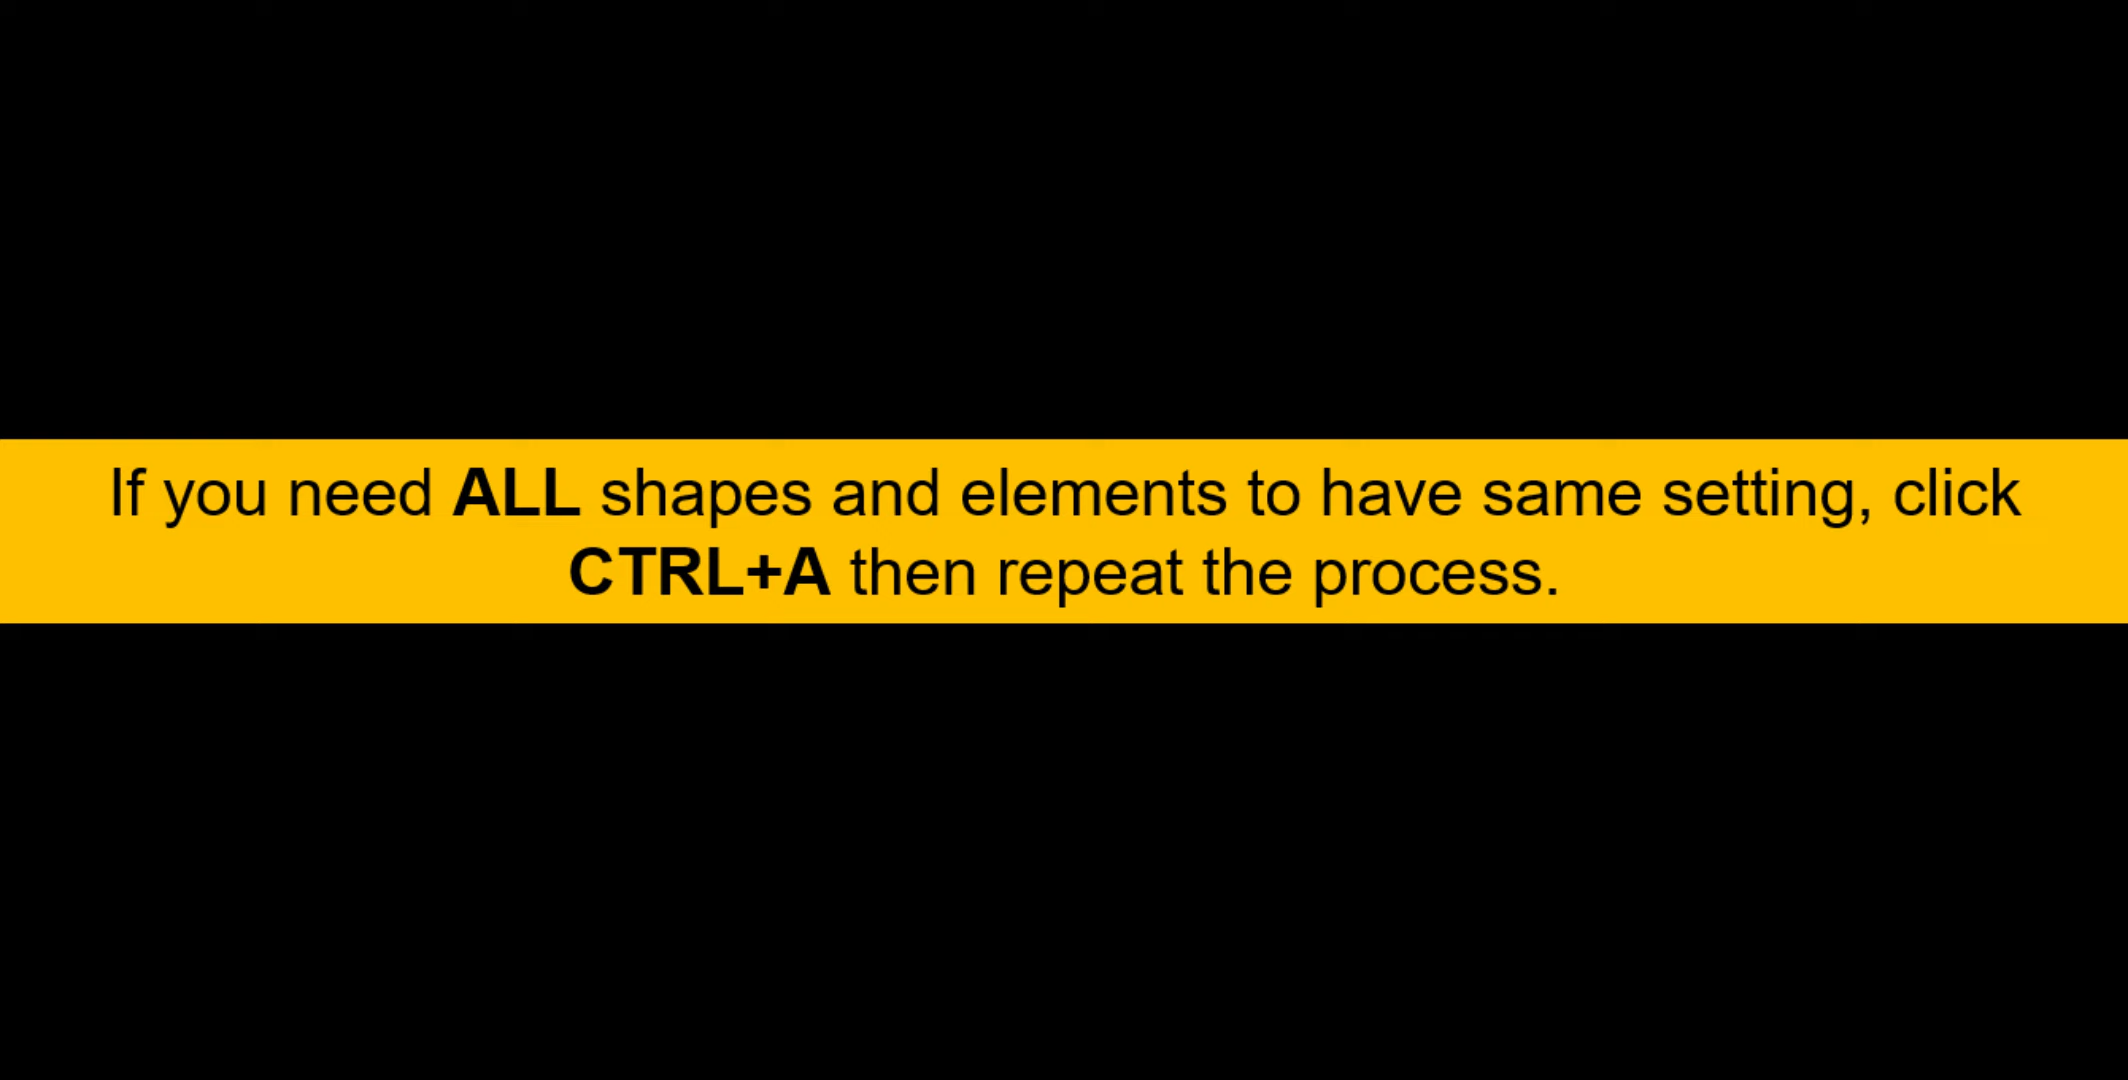 If you need ALL shapes and elements to have same setting, click
CTRL+A then repeat the process.